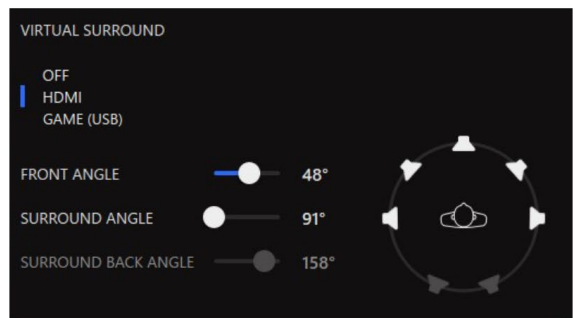 VIRTUAL SURROUND
OFF
HDMI
GAME (USB)
FRONT ANGLE 48°
SURROUND ANGLE 91°
SURROUND BACK ANGLE 158°